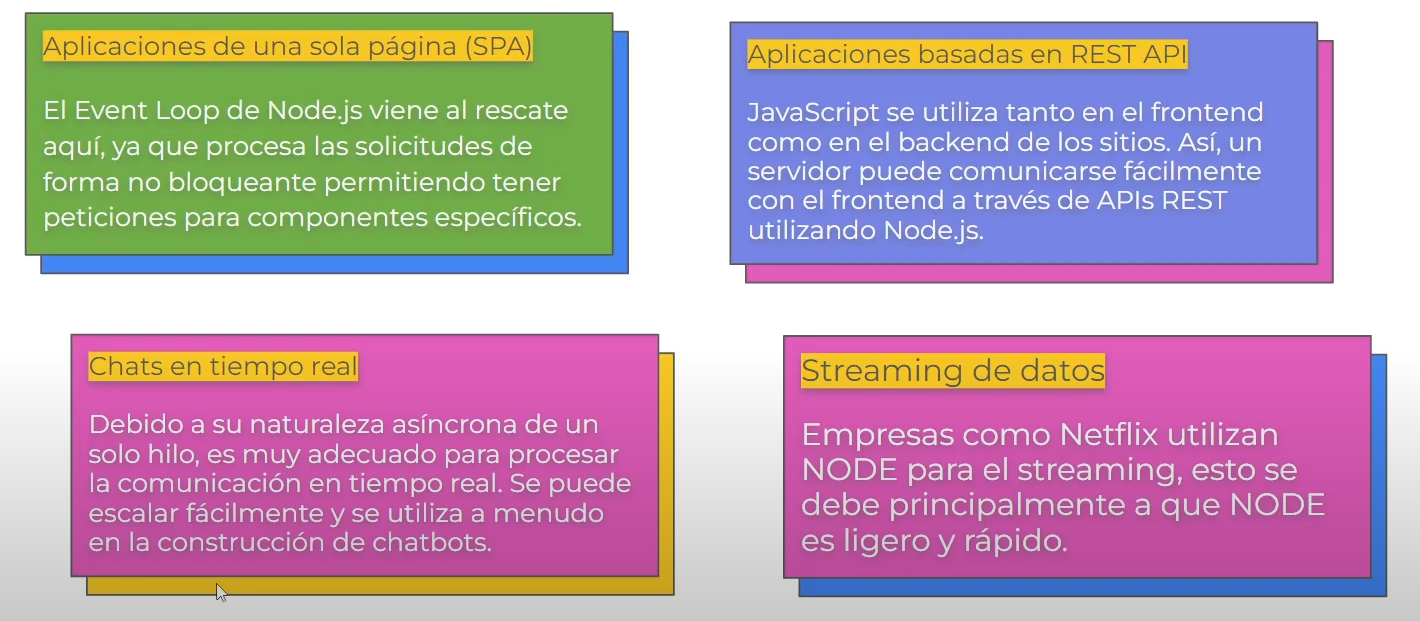 Aplicaciones de una sola página (SPA)
El Event Loop de Node.js viene al rescate
aquí, ya que procesa las solicitudes de
forma no bloqueante permitiendo tener
peticiones para componentes específicos.
Aplicaciones basadas en REST API
JavaScript se utiliza tanto en el frontend
como en el backend de los sitios. Así, un
servidor puede comunicarse fácilmente
con el frontend a través de APIs REST
utilizando Node.js.
Chats en tiempo real
Debido a su naturaleza asíncrona de un
solo hilo, es muy adecuado para procesar
la comunicación en tiempo real. Se puede
escalar fácilmente y se utiliza a menudo
en la construcción de chatbots.
Streaming de datos
Empresas como Netflix utilizan
NODE para el streaming, esto se
debe principalmente a que NODE
es ligero y rápido.